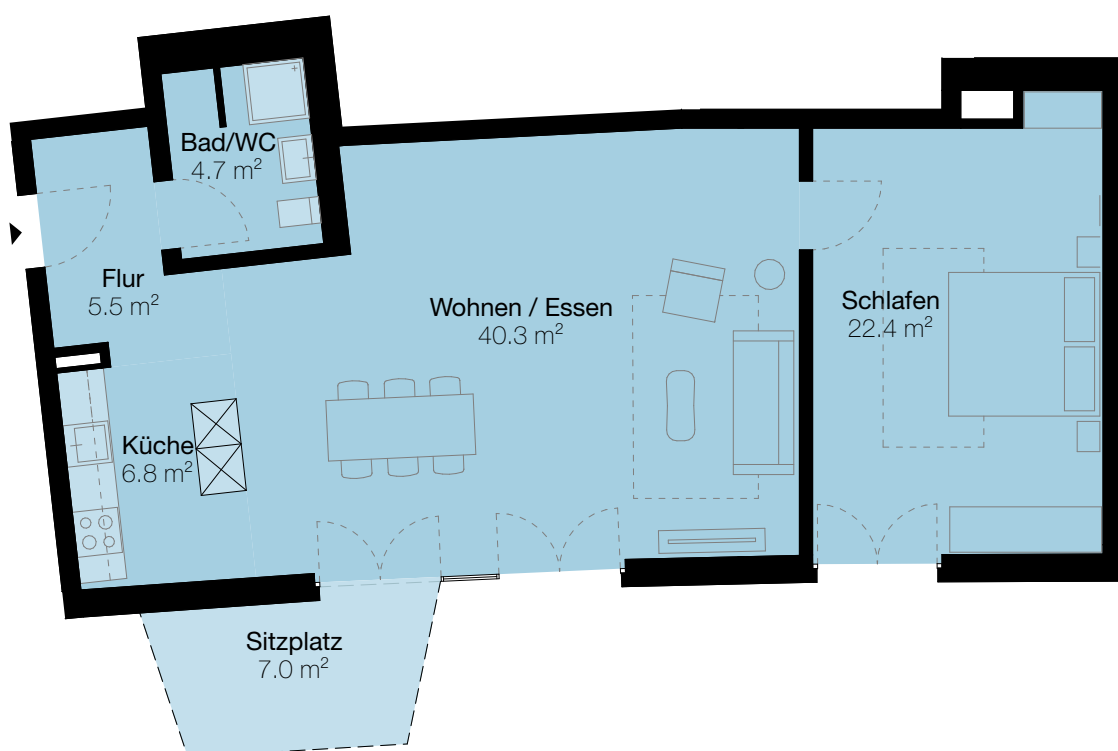 Bad/WC
4.7 m²
Flur
5.5 m²
Wohnen / Essen
40.3 m²
Schlafen
22.4 m²
Küche
6.8 m²
Sitzplatz
7.0 m²